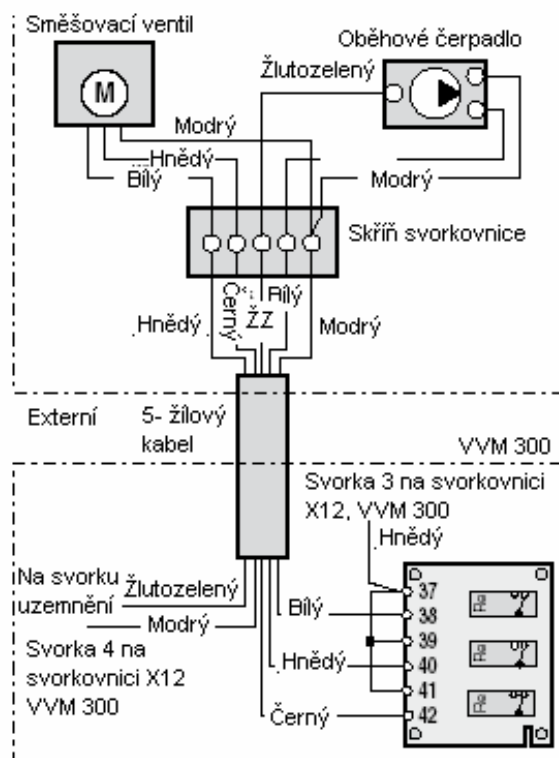 Směšovací ventil
Oběhové čerpadlo
Žlutozelený
M
Modrý
Hnědý
Bílý
Modrý
Skříň svorkovnice
Hnědý
Černý
ŽZ
Bílý
Modrý
Externí
5- žílový
kabel
VVM 300
Svorka 3 na svorkovnici
X12, VVM 300
Hnědý
Na svorku
uzemnění
Žlutozelený
Modrý
Svorka 4 na
svorkovnici X12
VVM 300
Bílý
Hnědý
Černý
37
38
39
40
41
42